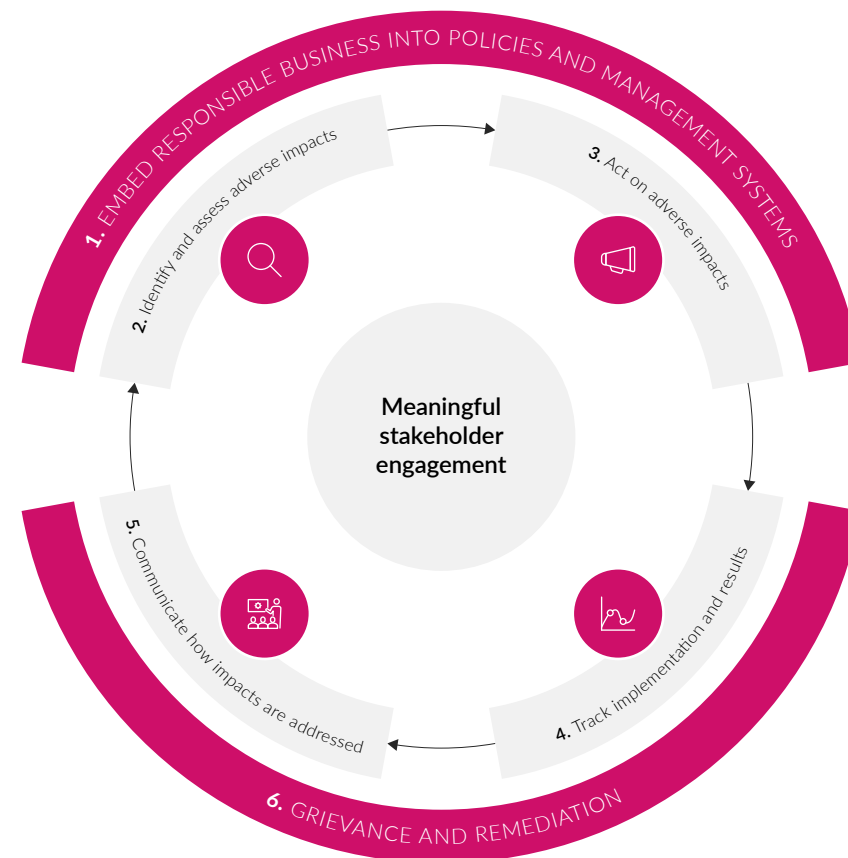 1. EMBED RESPONSIBLE BUSINESS INTO POLICIES AND MANAGEMENT SYSTEMS
2. Identify and assess adverse impacts
3. Act on adverse impacts
Meaningful
stakeholder
engagement
4. Track implementation and results
5. Communicate how impacts are addressed
6. GRIEVANCE AND REMEDIATION